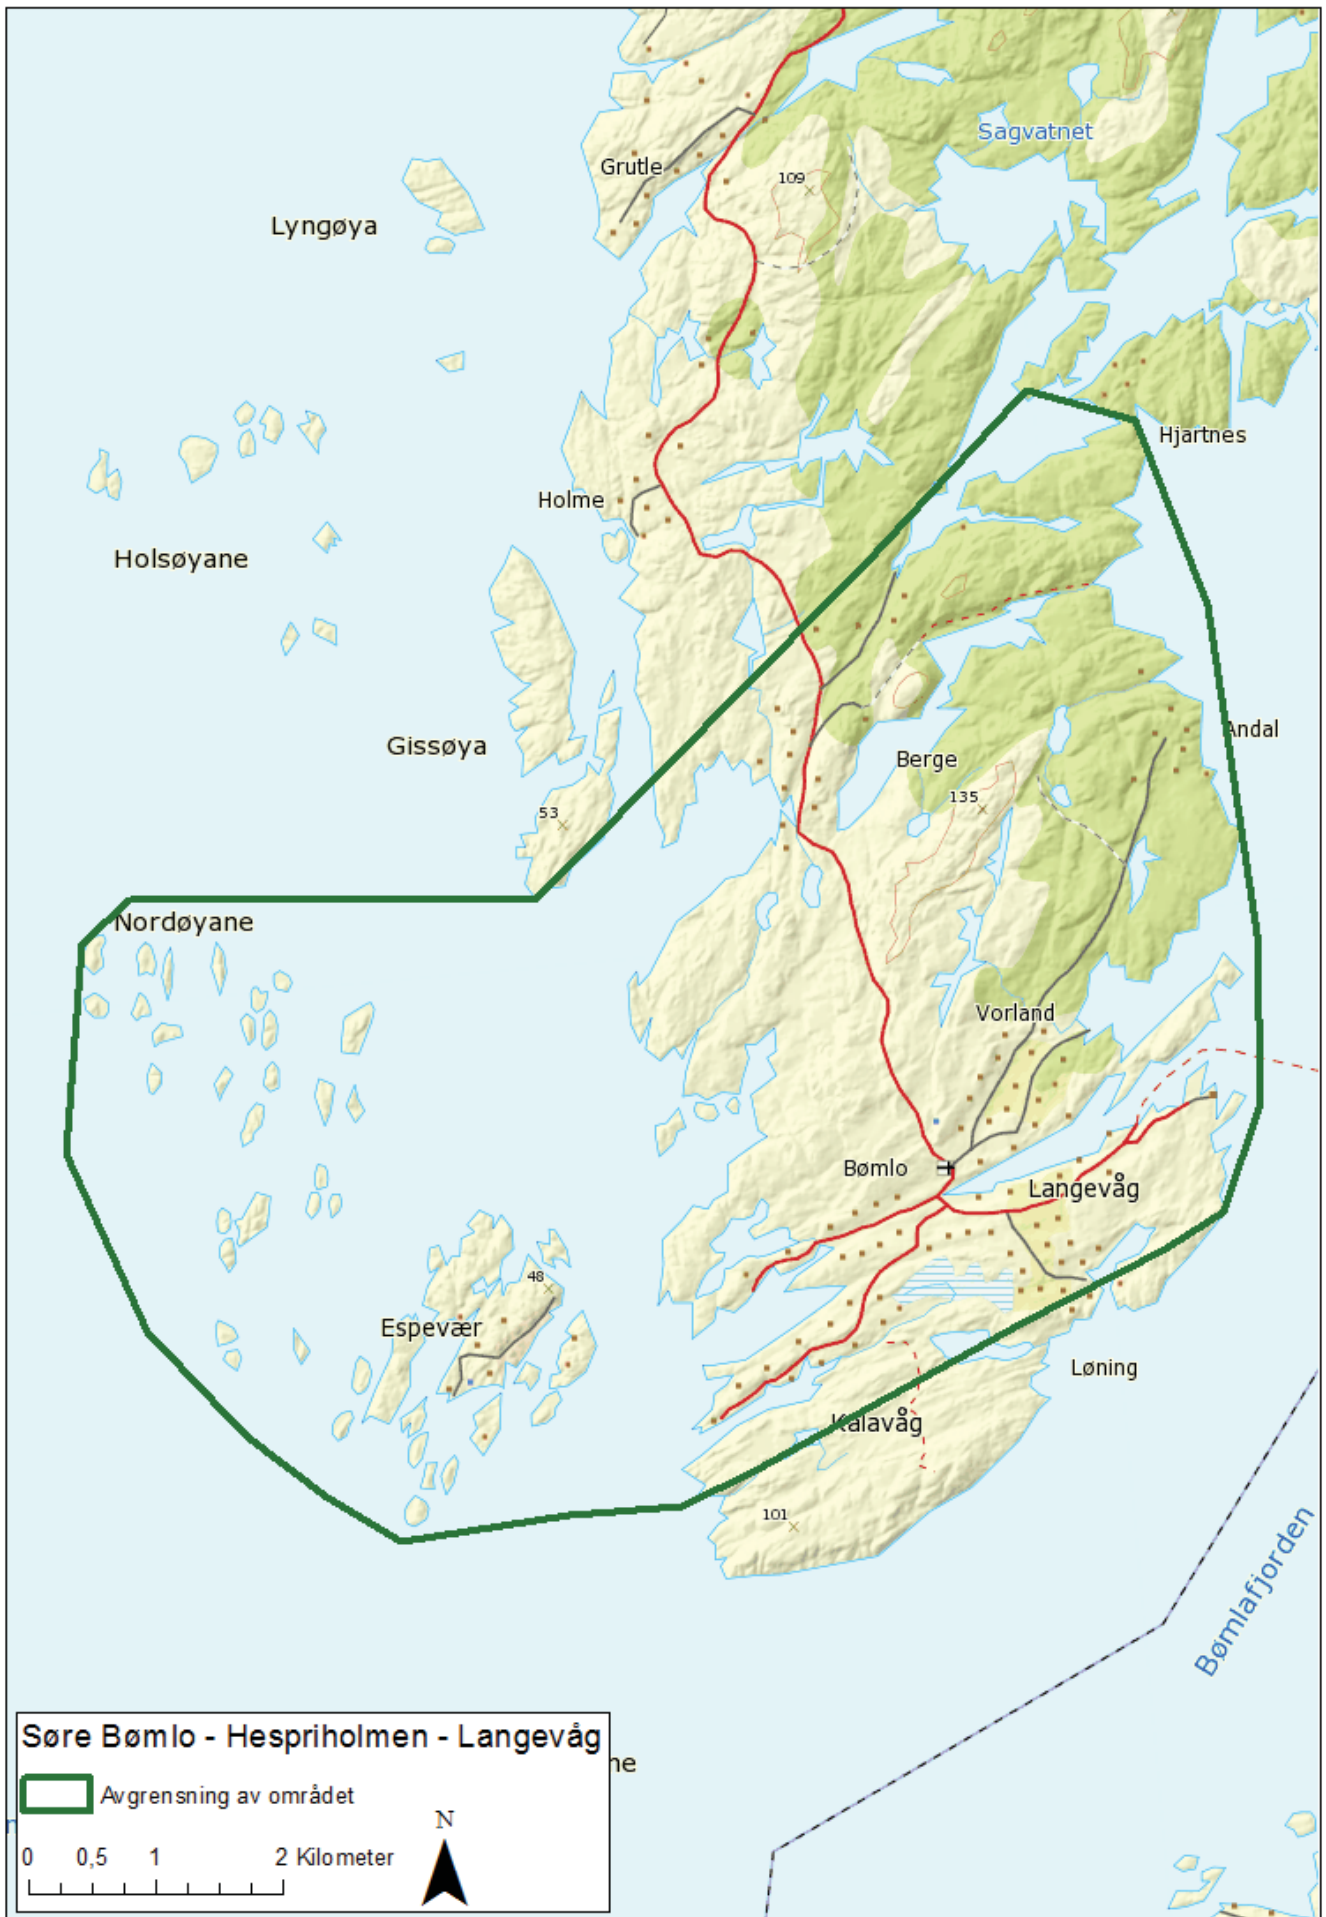 Sagvatnet
Grutle
109
Lyngøya
Hjartnes
Holme
Holsøyane
Andal
Gissøya
Berge
135
53
Nordøyane
Vorland
Bømlo
Langevåg
48
Espevær
Løning
Kalavåg
101
Bømlafjorden
Søre Bømlo - Hespriholmen - Langevåg
ne
Avgrensning av området
N
0 0,5 1 2 Kilometer